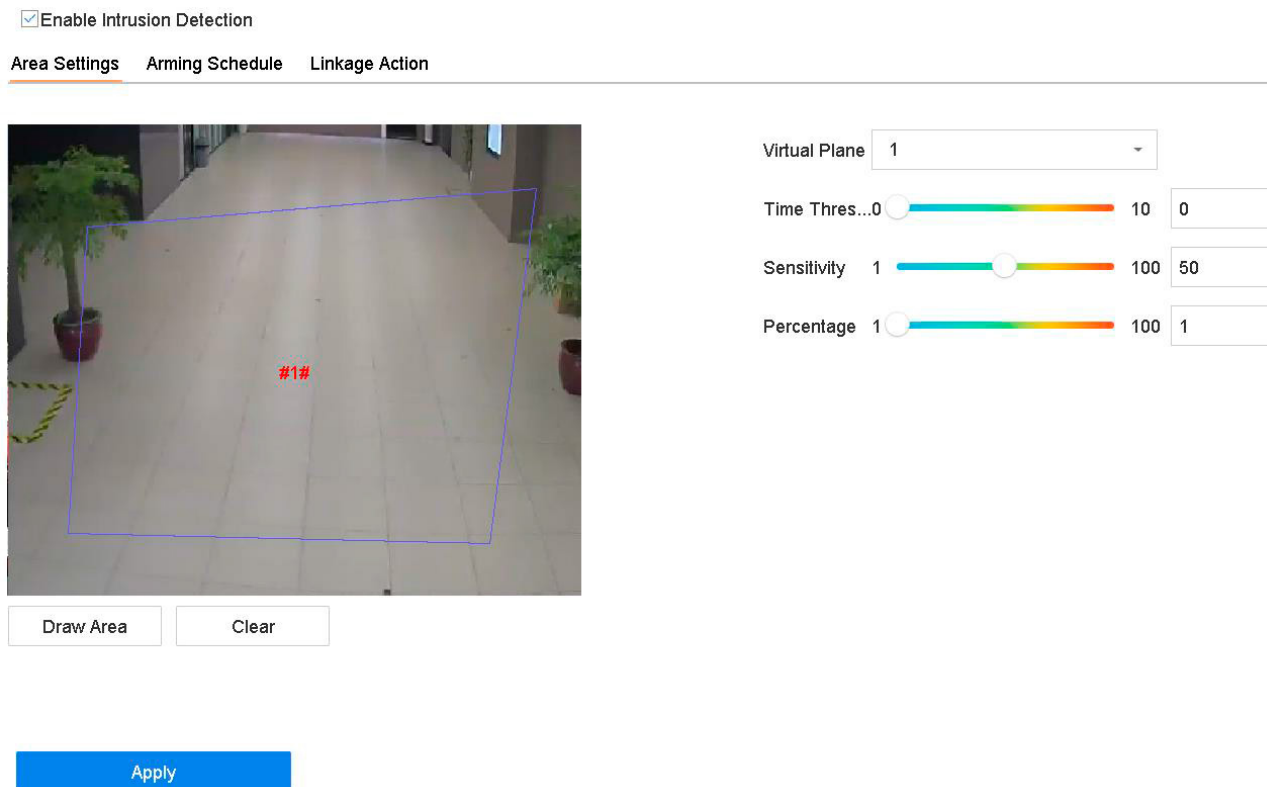 Enable Intrusion Detection
Area Settings Arming Schedule Linkage Action
Virtual Plane 1
Time Thres...0 10 0
Sensitivity 1 100 50
Percentage 1 100 1
#1#
Draw Area Clear
Apply